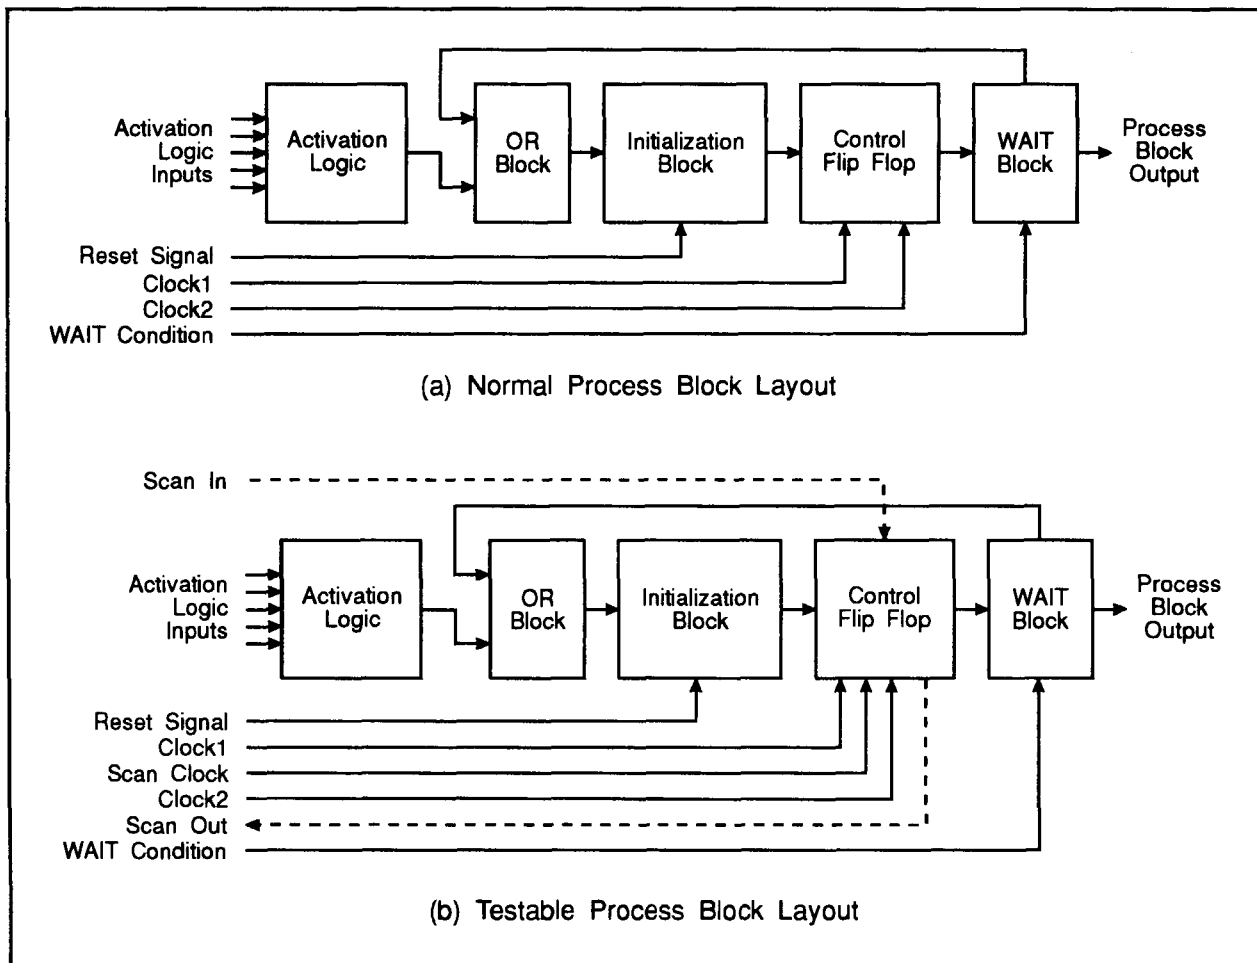 Activation
Logic
Inputs
Activation
Logic
OR
Block
Initialization
Block
Control
Flip Flop
WAIT
Block
Process
Block
Output
Reset Signal
Clock1
Clock2
WAIT Condition
(a) Normal Process Block Layout
Scan In
Activation
Logic
Inputs
Activation
Logic
OR
Block
Initialization
Block
Control
Flip Flop
WAIT
Block
Process
Block
Output
Reset Signal
Clock1
Scan Clock
Clock2
Scan Out
WAIT Condition
(b) Testable Process Block Layout